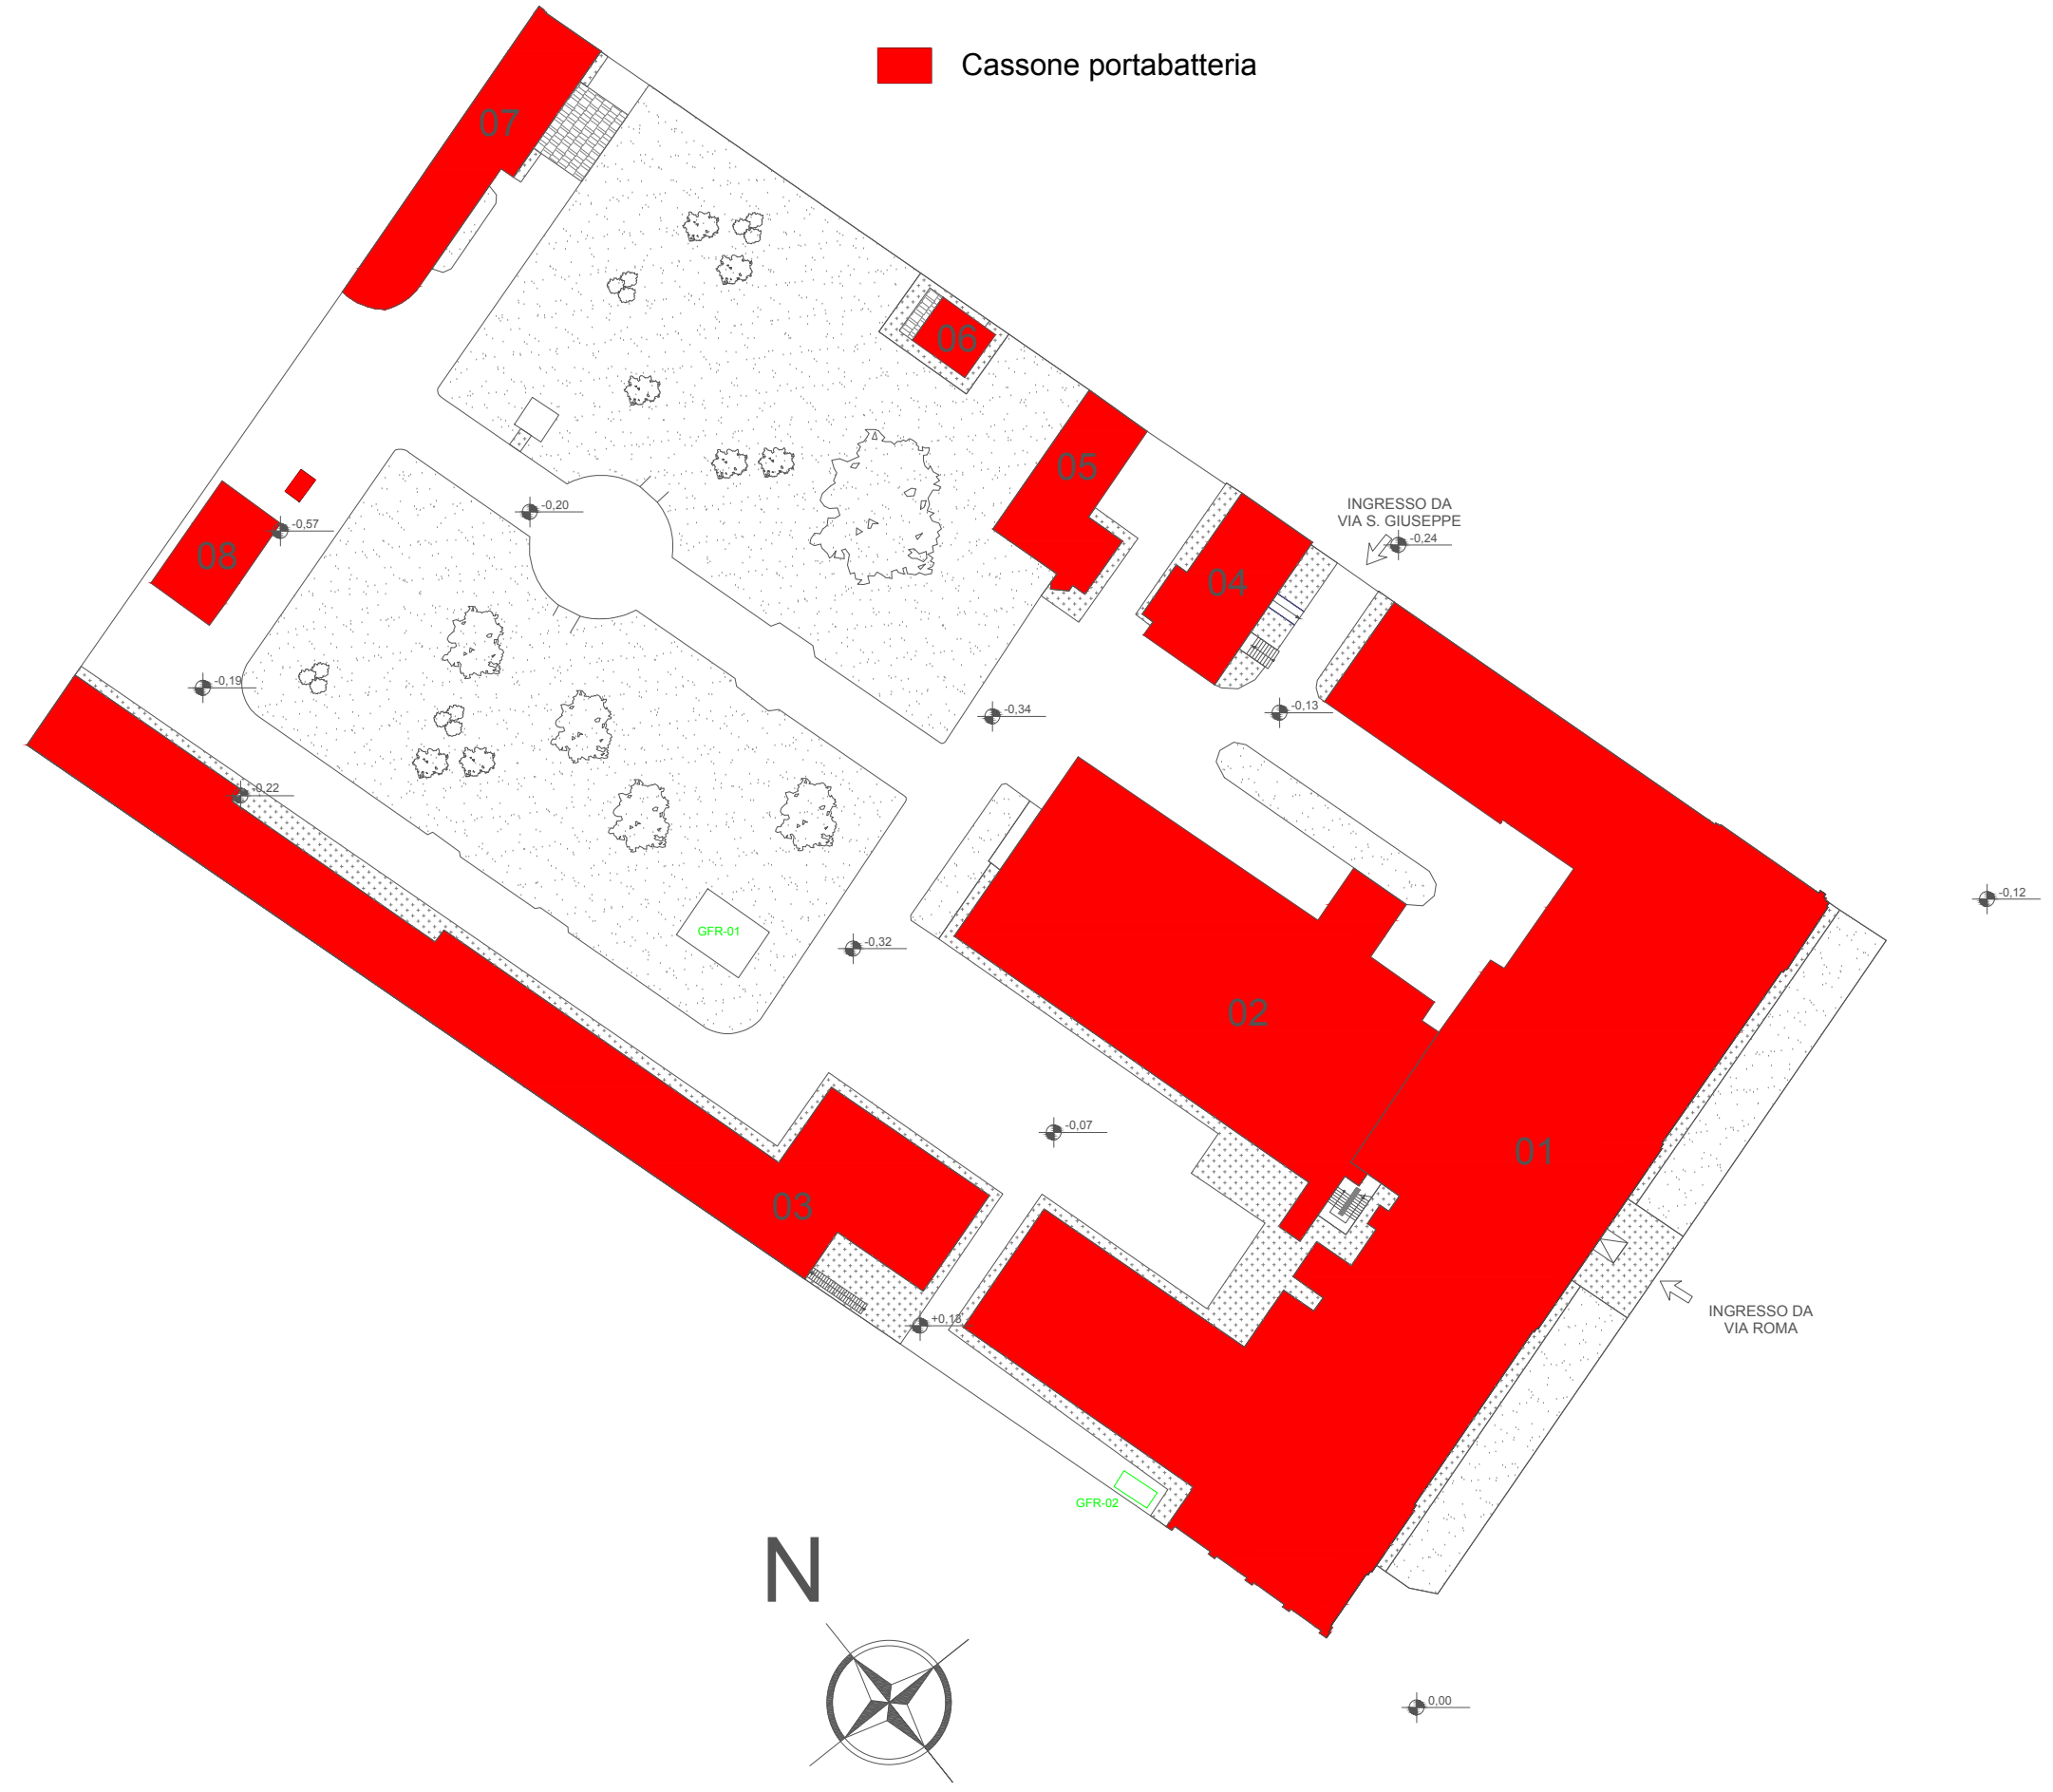 Cassone portabatteria
07
06
05
INGRESSO DA
VIA S. GIUSEPPE
-0,24
-0,20
-0,57
08
04
-0,19
-0,34
-0,13
-0,22
-0,12
GFR-01
-0,32
02
-0,07
01
03
INGRESSO DA
VIA ROMA
+0,13
GFR-02
N
0,00